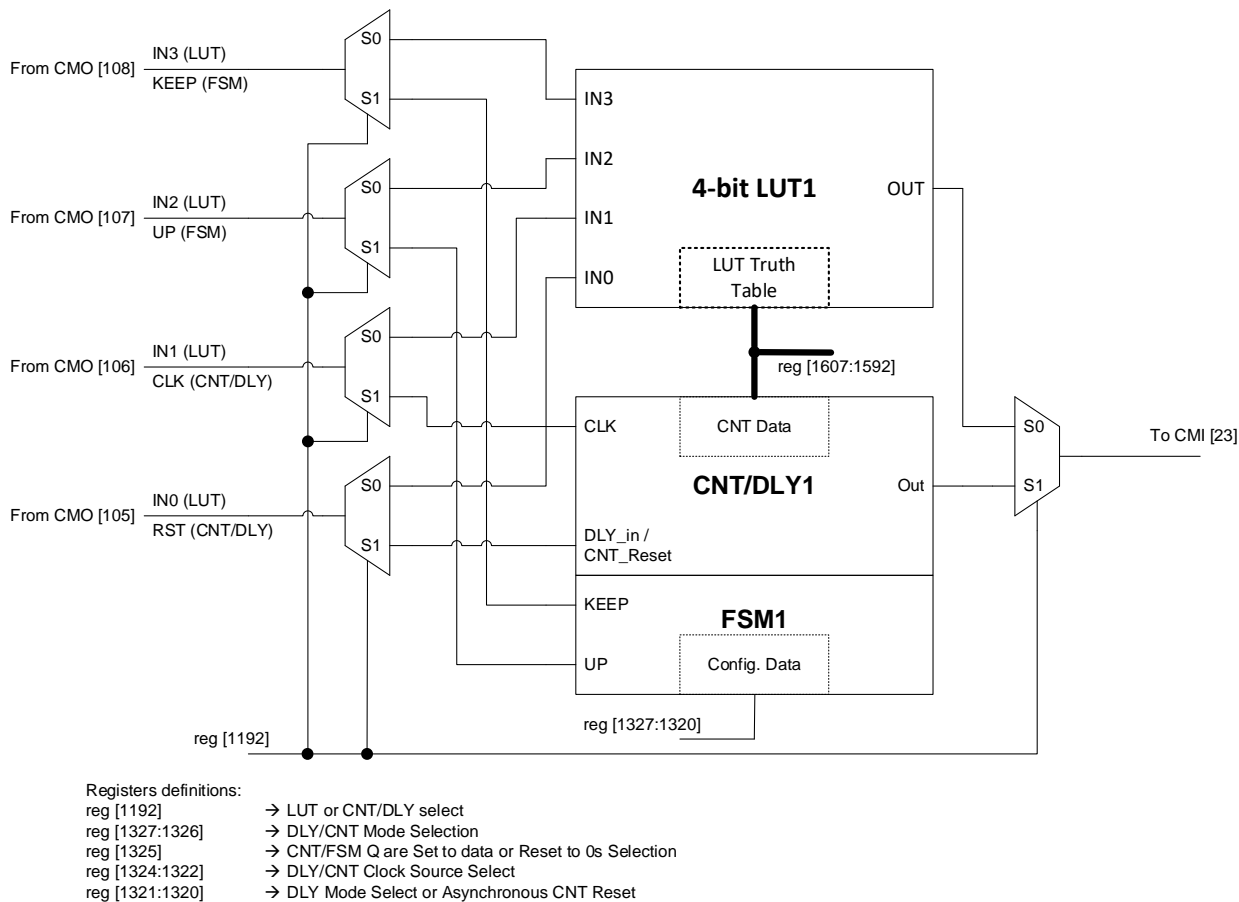 From CMO [108]
IN3 (LUT)
KEEP (FSM)
S0
S1
From CMO [107]
IN2 (LUT)
UP (FSM)
S0
S1
From CMO [106]
IN1 (LUT)
CLK (CNT/DLY)
S0
S1
From CMO [105]
IN0 (LUT)
RST (CNT/DLY)
S0
S1
IN3
IN2
IN1
IN0
4-bit LUT1
OUT
LUT Truth
Table
reg [1607:1592]
CLK
CNT Data
CNT/DLY1
Out
DLY_in /
CNT_Reset
KEEP
FSM1
UP
Config. Data
reg [1327:1320]
S0
S1
To CMI [23]
reg [1192]
Registers definitions:
reg [1192] → LUT or CNT/DLY select
reg [1327:1326] → DLY/CNT Mode Selection
reg [1325] → CNT/FSM Q are Set to data or Reset to 0s Selection
reg [1324:1322] → DLY/CNT Clock Source Select
reg [1321:1320] → DLY Mode Select or Asynchronous CNT Reset